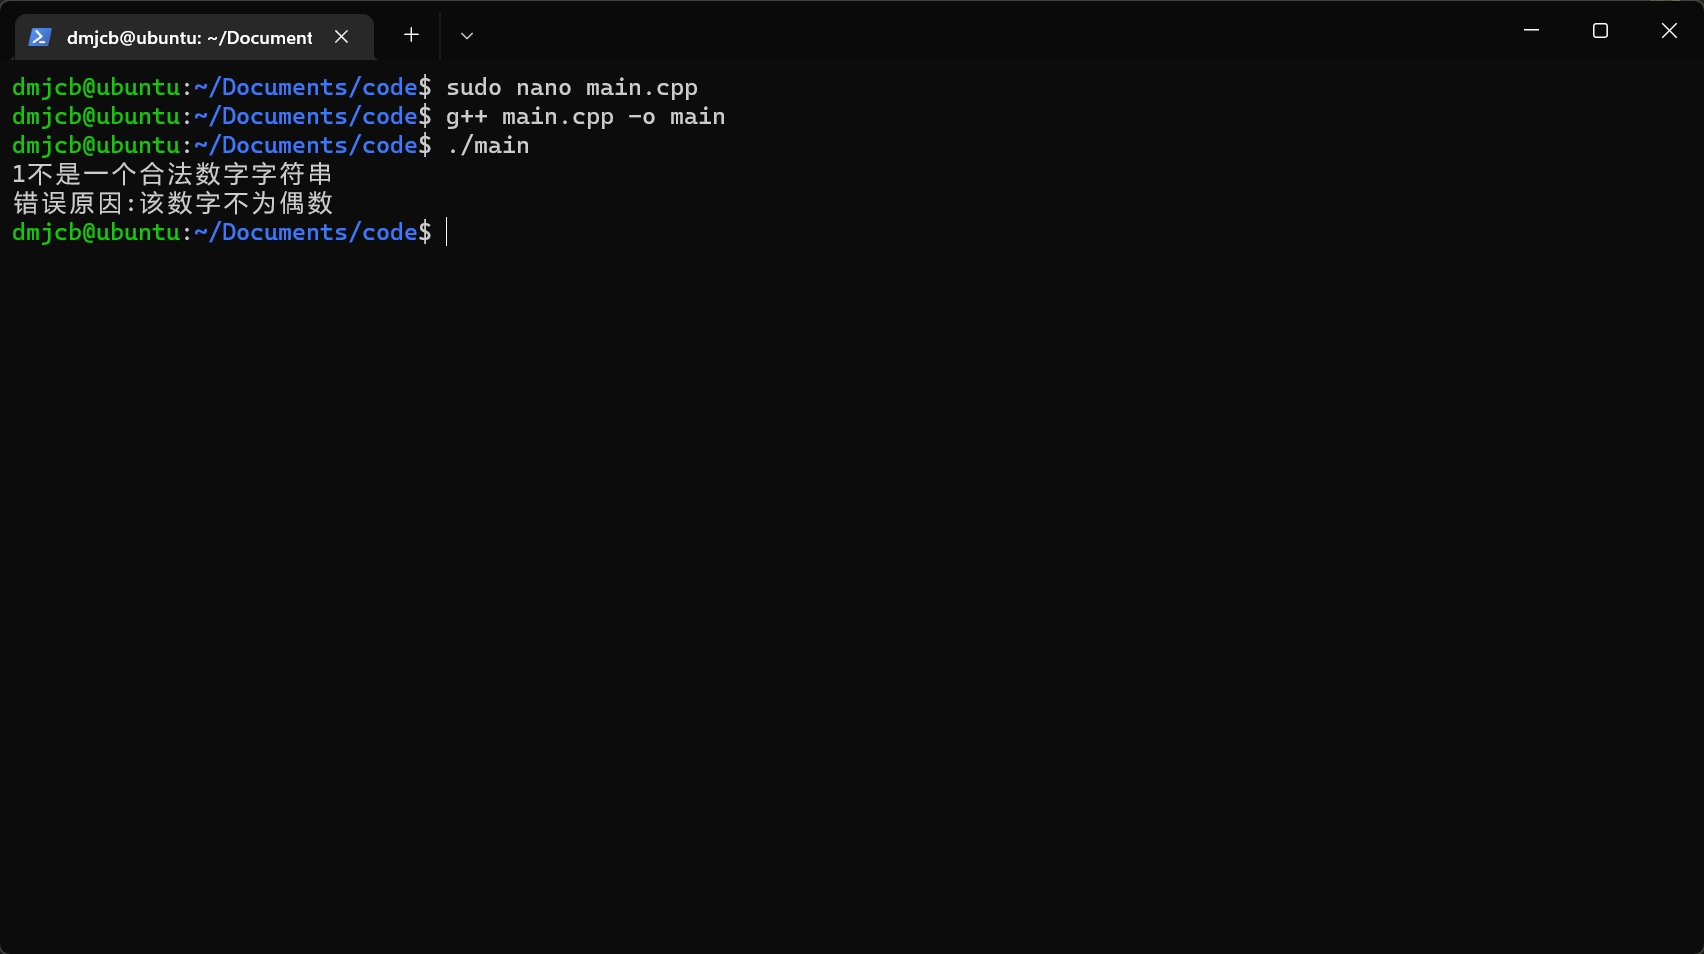 dmjcb@ubuntu: ~/Document
dmjcb@ubuntu:~/Documents/code$ sudo nano main.cpp
dmjcb@ubuntu:~/Documents/code$ g++ main.cpp -o main
dmjcb@ubuntu:~/Documents/code$ ./main
1不是一个合法数字字符串
错误原因:该数字不为偶数
dmjcb@ubuntu:~/Documents/code$